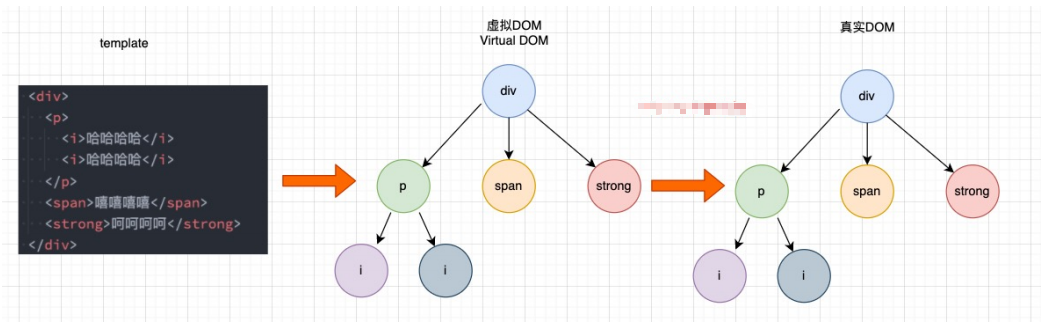 template
<div>
<p>
<i>哈哈哈哈</i>
<i>哈哈哈哈</i>
</p>
<span>嘻嘻嘻嘻</span>
<strong>呵呵呵呵</strong>
</div>
虚拟DOM
Virtual DOM
div
p
span
strong
i
i
真实DOM
div
p
span
strong
i
i